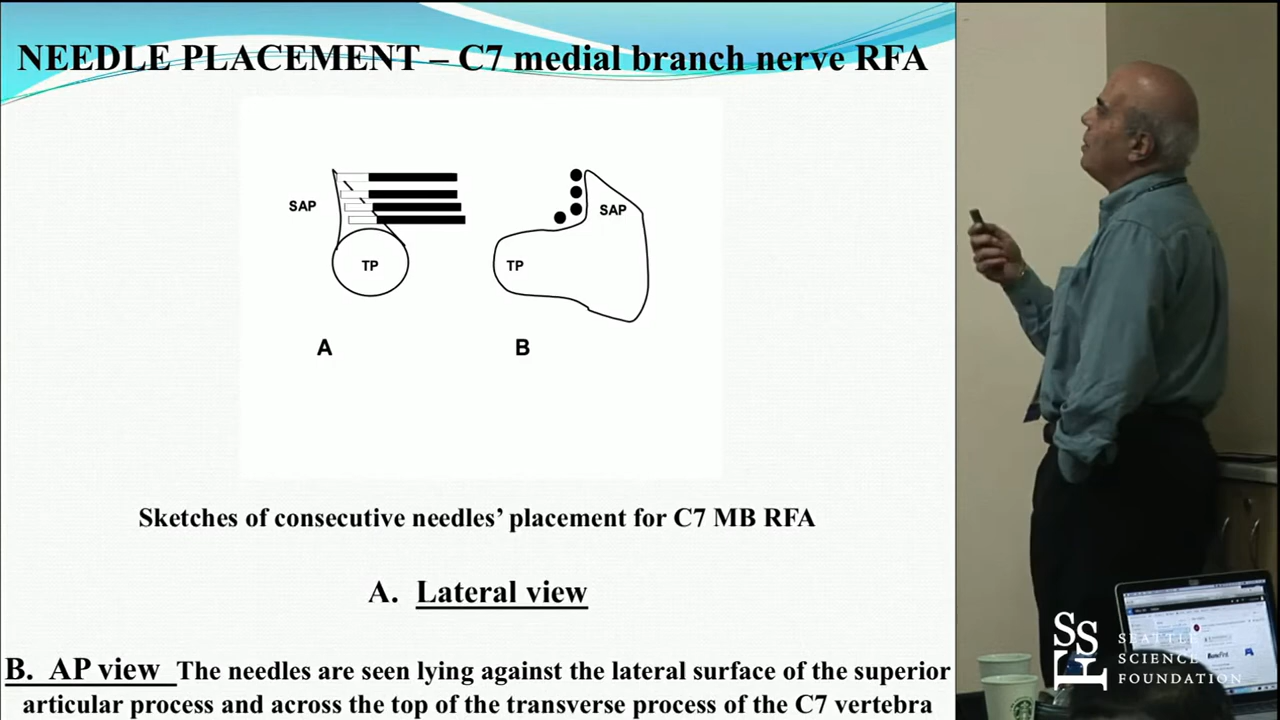 NEEDLE PLACEMENT – C7 medial branch nerve RFA
SAP
TP
A
SAP
TP
B
Sketches of consecutive needles’ placement for C7 MB RFA
A. Lateral view
B. AP view The needles are seen lying against the lateral surface of the superior
articular process and across the top of the transverse process of the C7 vertebra
SSF
SEATTLE
SCIENCE
FOUNDATION